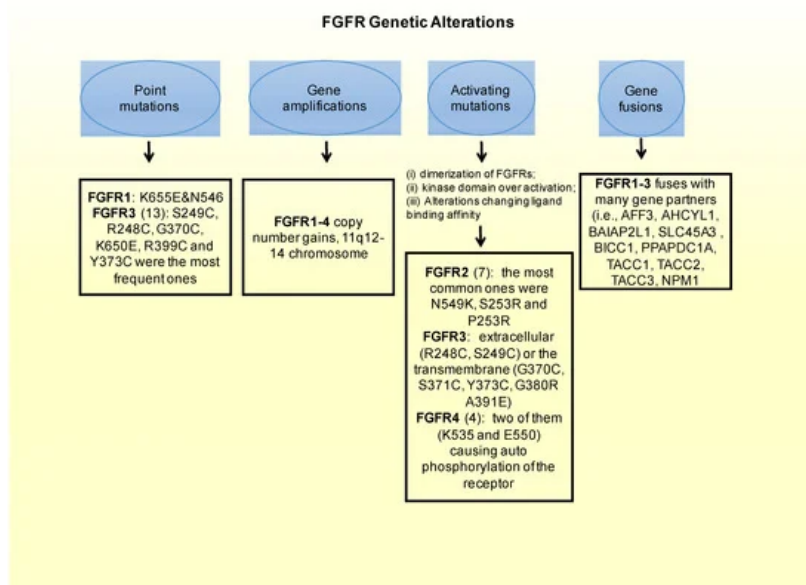 FGFR Genetic Alterations
Point
mutations
Gene
amplifications
Activating
mutations
Gene
fusions
FGFR1: K655E&N546
FGFR3 (13): S249C,
R248C, G370C,
K650E, R399C and
Y373C were the most
frequent ones
FGFR1-4 copy
number gains, 11q12-
14 chromosome
(i) dimerization of FGFRs;
(ii) kinase domain over activation;
(iii) Alterations changing ligand
binding affinity
FGFR2 (7): the most
common ones were
N549K, S253R and
P253R
FGFR3: extracellular
(R248C, S249C) or the
transmembrane (G370C,
S371C, Y373C, G380R
A391E)
FGFR4 (4): two of them
(K535 and E550)
causing auto
phosphorylation of the
receptor
FGFR1-3 fuses with
many gene partners
(i.e., AFF3, AHCYL1,
BAIAP2L1, SLC45A3 ,
BICC1, PPAPDC1A,
TACC1, TACC2,
TACC3, NPM1